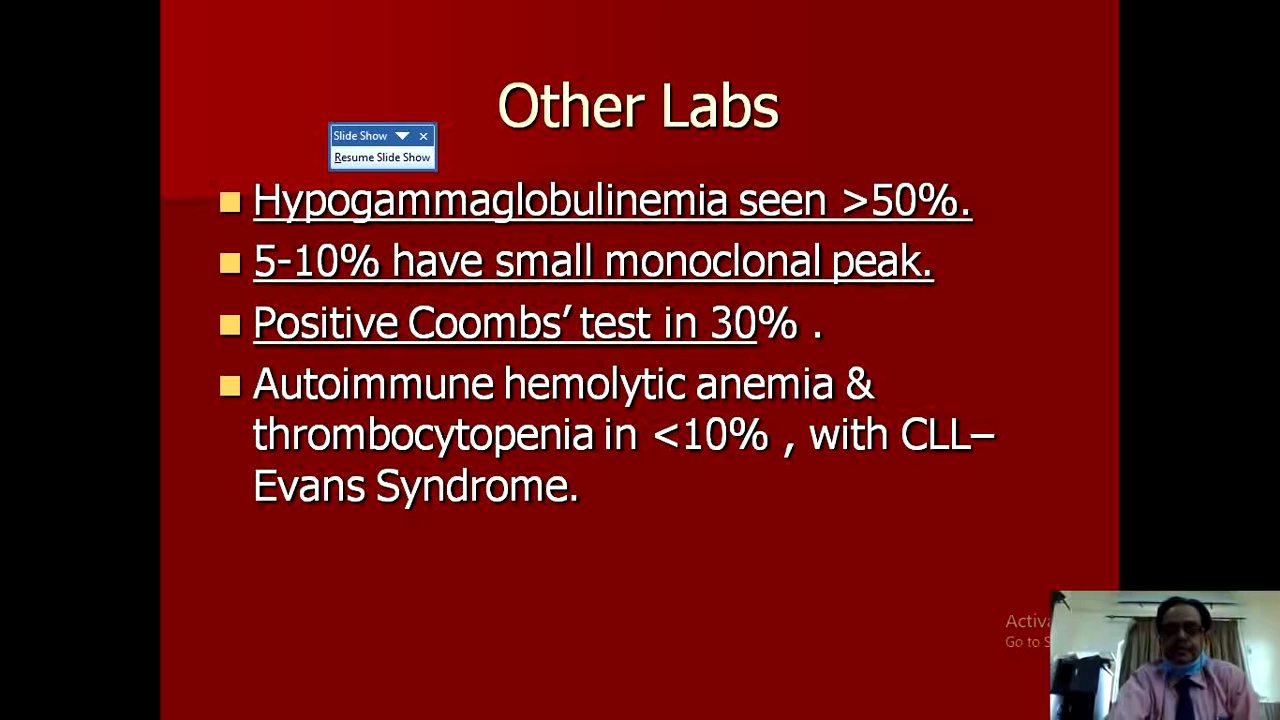 Other Labs
Slide Show
Resume Slide Show
Hypogammaglobulinemia seen >50%.
5-10% have small monoclonal peak.
Positive Coombs’ test in 30% .
Autoimmune hemolytic anemia &
thrombocytopenia in <10% , with CLL–
Evans Syndrome.
Go to